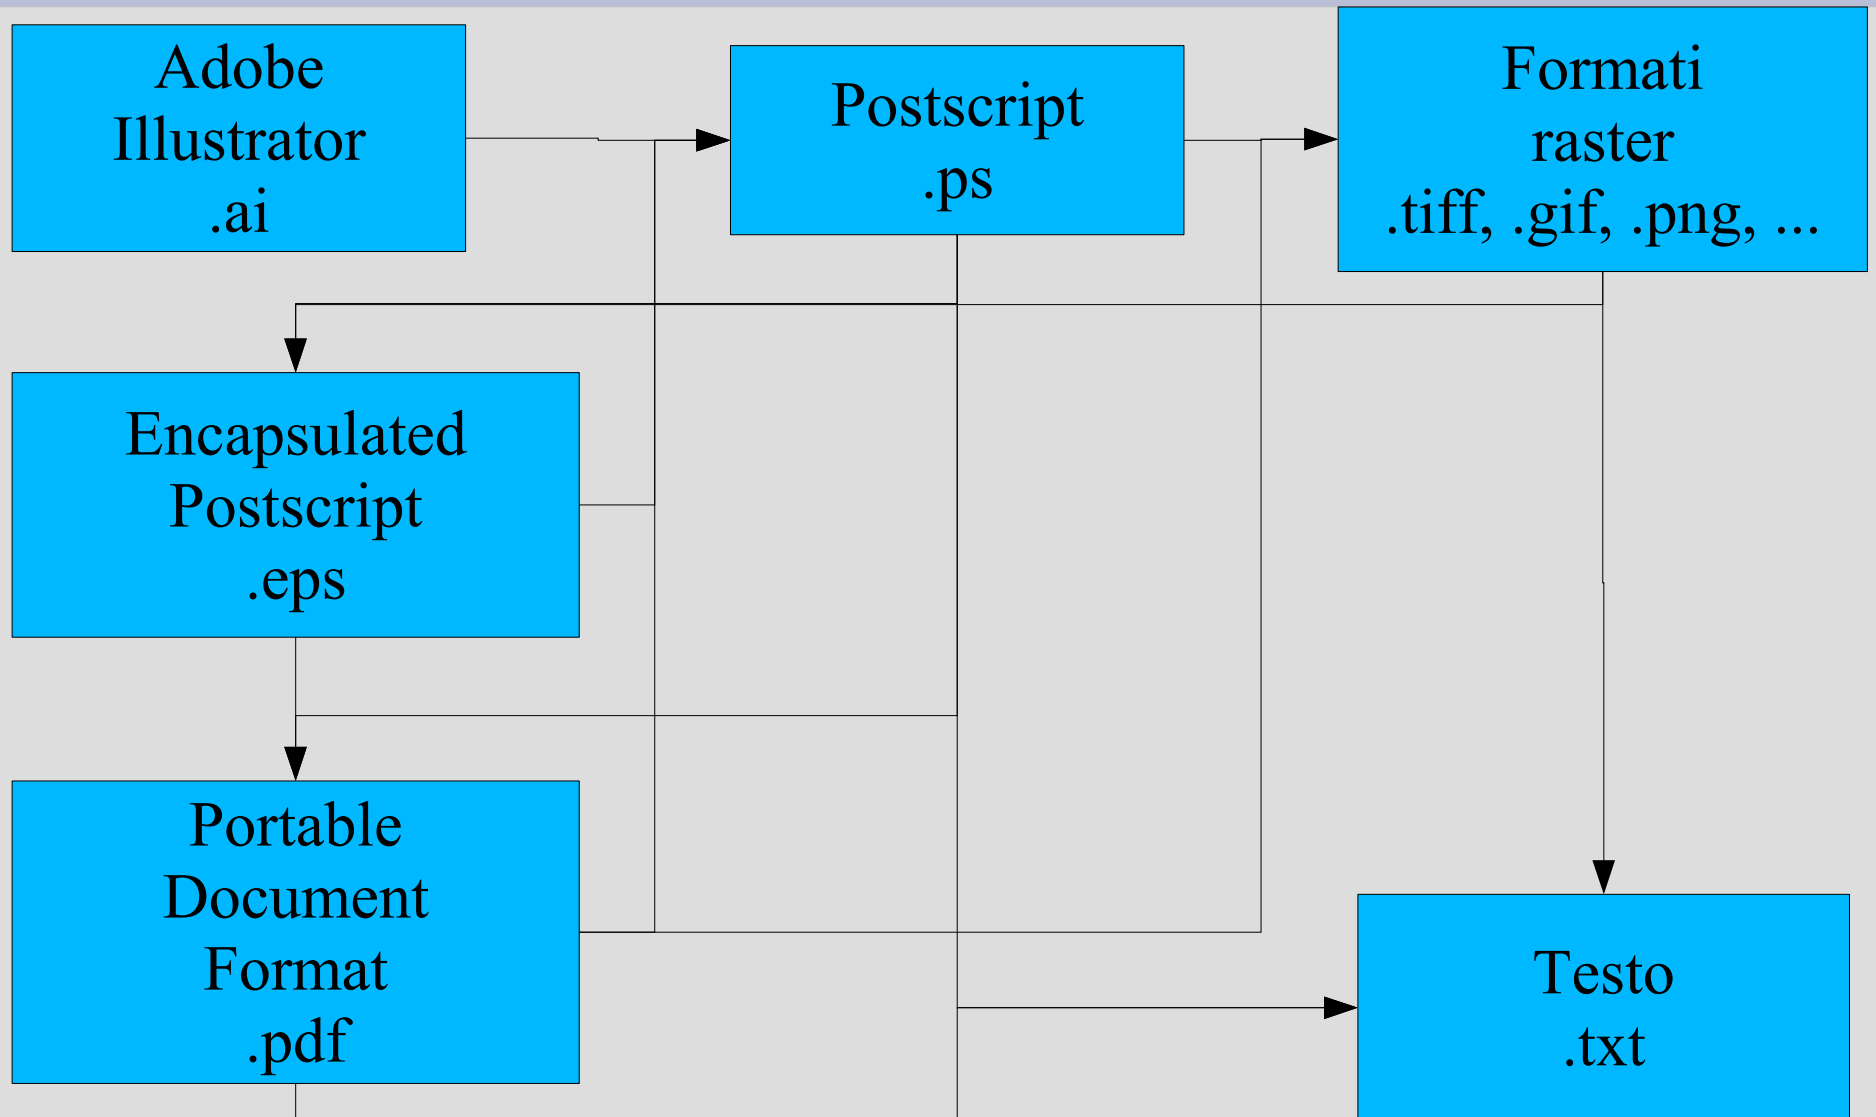 Adobe
Illustrator
.ai
Postscript
.ps
Formati
raster
.tiff, .gif, .png, ...
Encapsulated
Postscript
.eps
Portable
Document
Format
.pdf
Testo
.txt